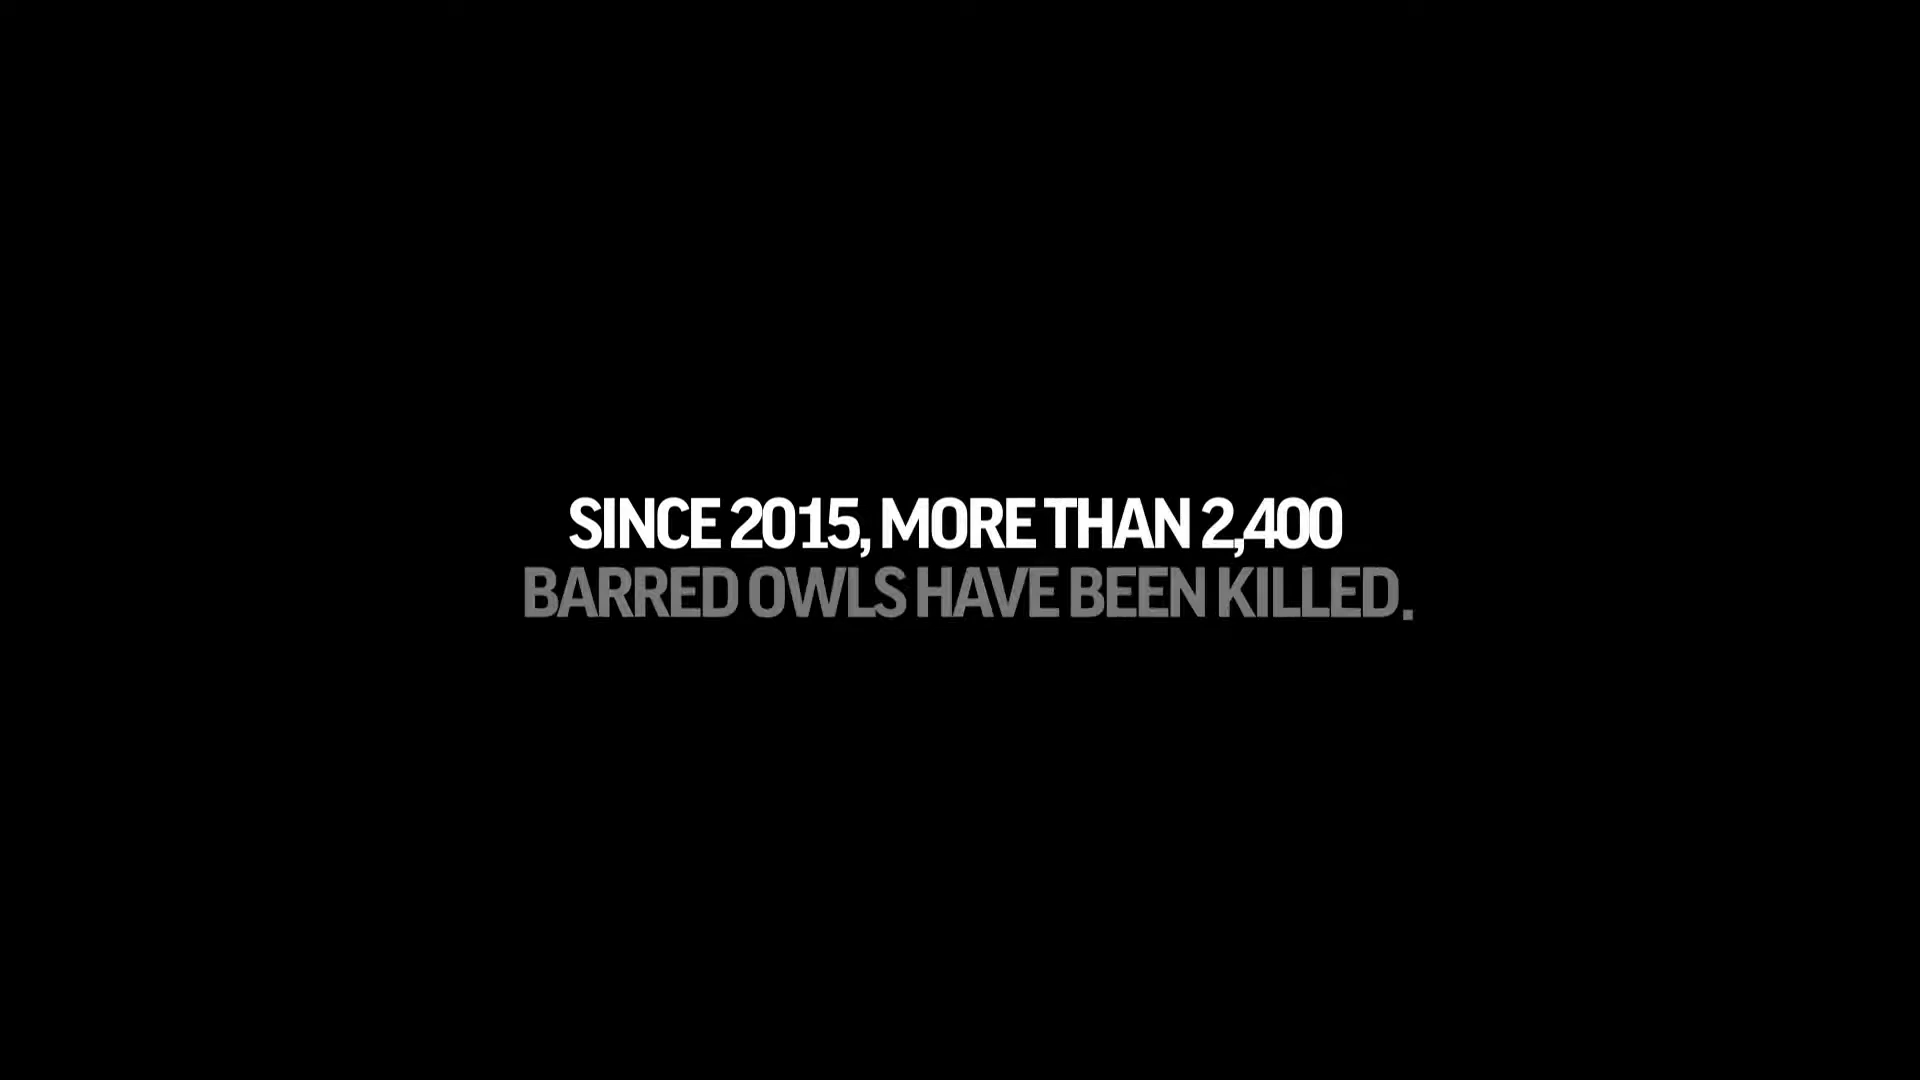 SINCE 2015, MORE THAN 2,400
BARRED OWLS HAVE BEEN KILLED.